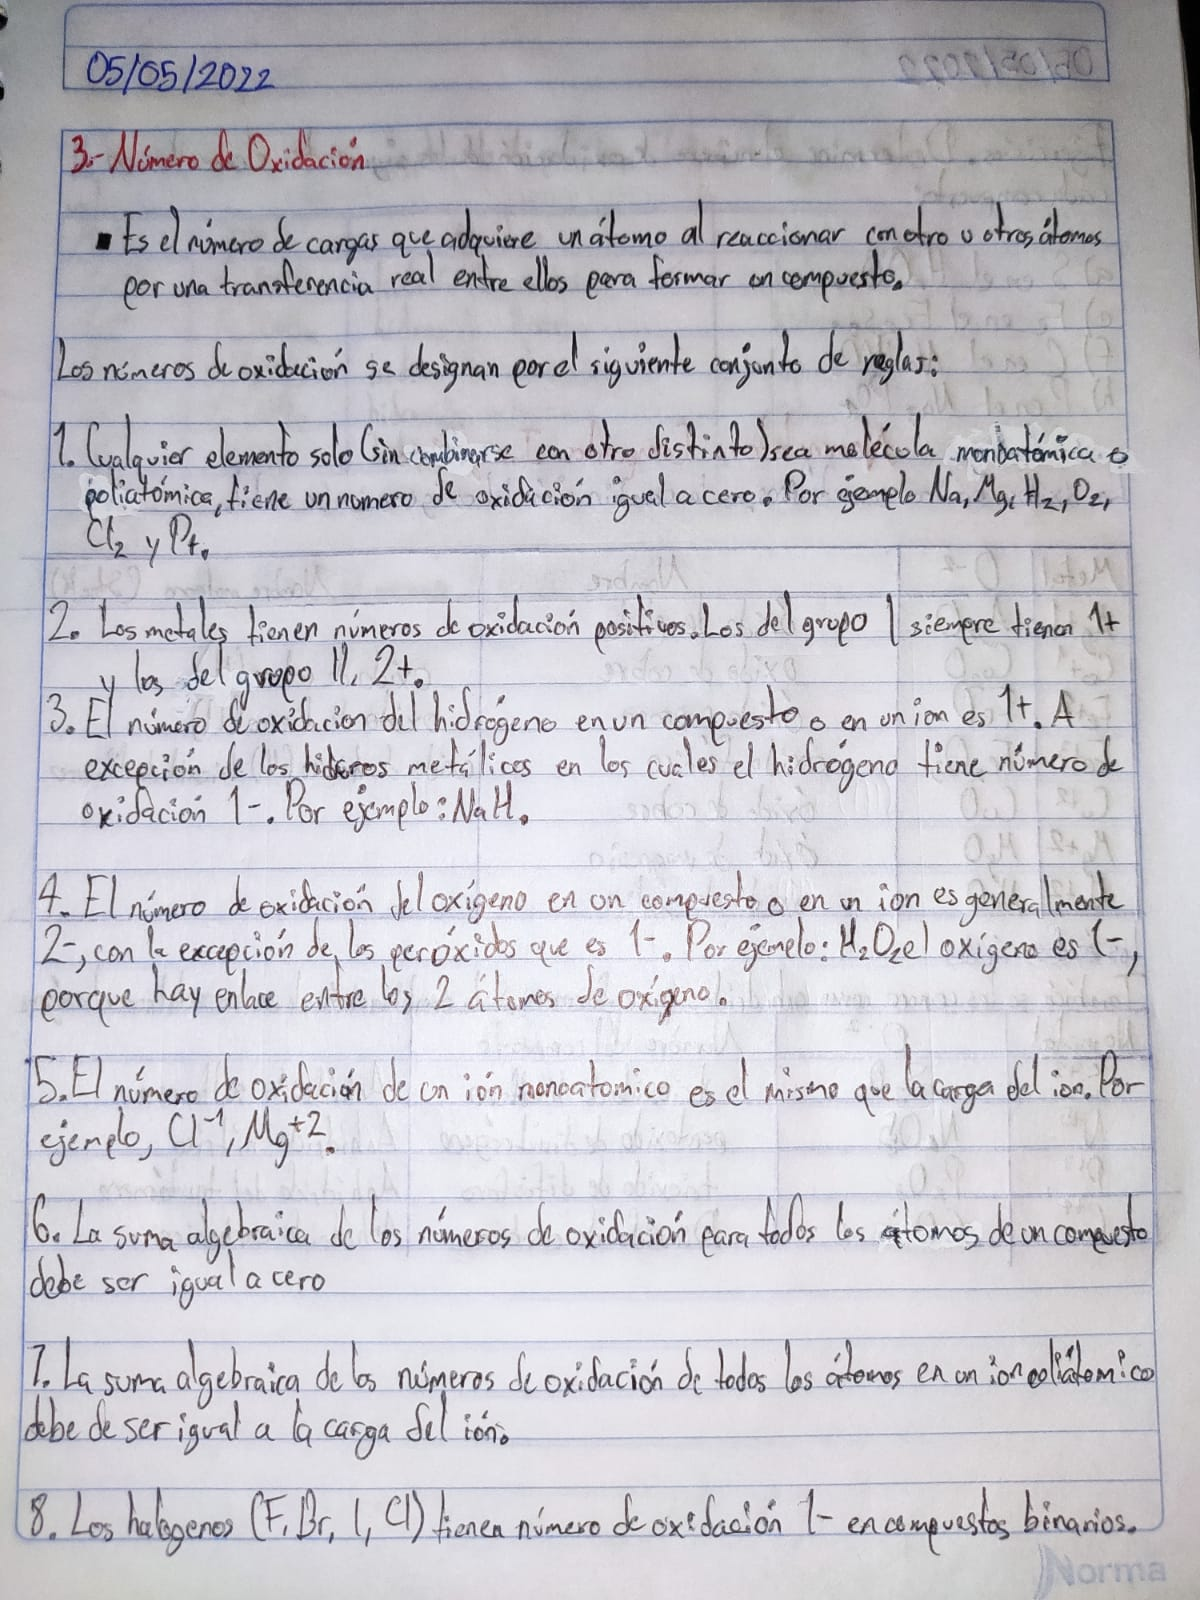 05/05/2022
3.- Número de Oxidación
▪ Es el número de cargas que adquiere un átomo al reaccionar con otro u otros átomos
por una transferencia real entre ellos para formar un compuesto.
Los números de oxidación se designan por el siguiente conjunto de reglas:
1. Cualquier elemento solo (sin combinarse con otro distinto) sea molécula monoatómica o
poliatómica, tiene un numero de oxidación igual a cero. Por ejemplo Na, Mg, H₂, O₂,
Cl₂ y Pt.
2. Los metales tienen números de oxidación positivos. Los del grupo I siempre tienen 1+
y los del grupo II, 2+.
3. El número de oxidacion del hidrógeno en un compuesto o en un ion es 1+. A
excepción de los hidruros metálicos en los cuales el hidrógeno tiene número de
oxidación 1-. Por ejemplo: NaH.
4. El número de oxidación del oxígeno en un compuesto o en un ion es generalmente
2-, con la excepción de los peróxidos que es 1-. Por ejemplo: H₂O₂ el oxígeno es 1-,
porque hay enlace entre los 2 átomos de oxígeno.
5. El número de oxidación de un ión monoatomico es el mismo que la carga del ion. Por
ejemplo, Cl⁻¹, Mg⁺².
6. La suma algebraica de los números de oxidación para todos los átomos de un compuesto
debe ser igual a cero
7. La suma algebraica de los números de oxidación de todos los átomos en un ion poliátomico
debe de ser igual a la carga del ión.
8. Los halogenos (F, Br, I, Cl) tienen número de oxidación 1- en compuestos binarios.
Norma